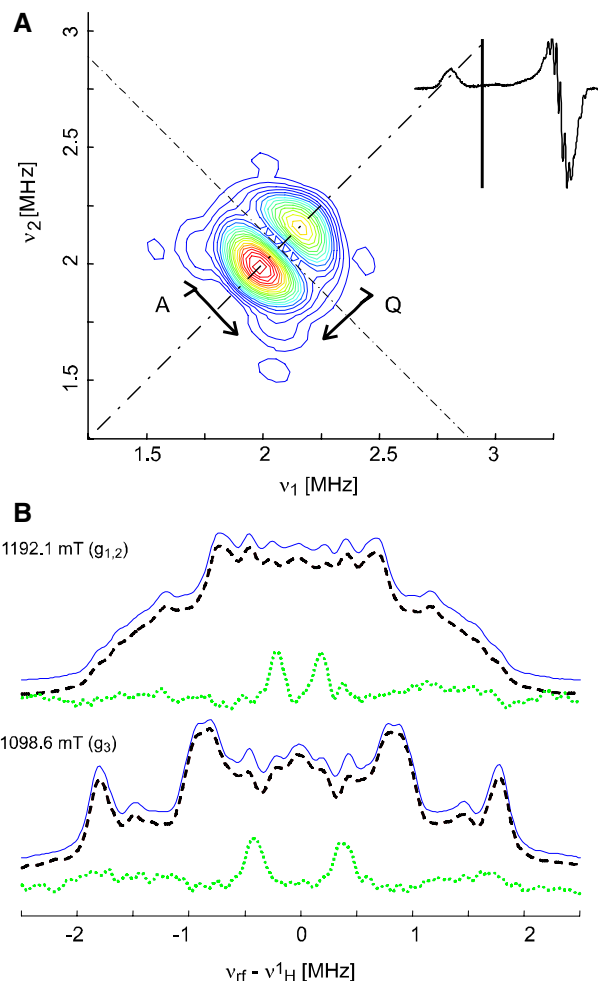 A
3
2.5
2
1.5
ν₂ [MHz]
A
Q
1.5
2
2.5
3
ν₁ [MHz]
B
1192.1 mT (g₁,₂)
1098.6 mT (g₃)
-2
-1
0
1
2
νrf - ν¹H [MHz]